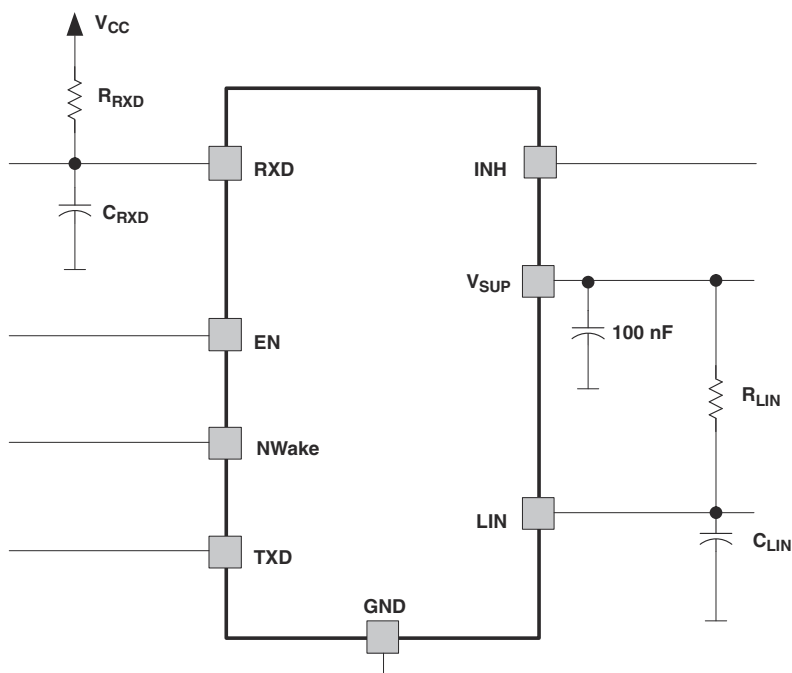 VCC
RRXD
RXD
INH
CRXD
VSUP
100 nF
EN
RLIN
NWake
LIN
CLIN
TXD
GND